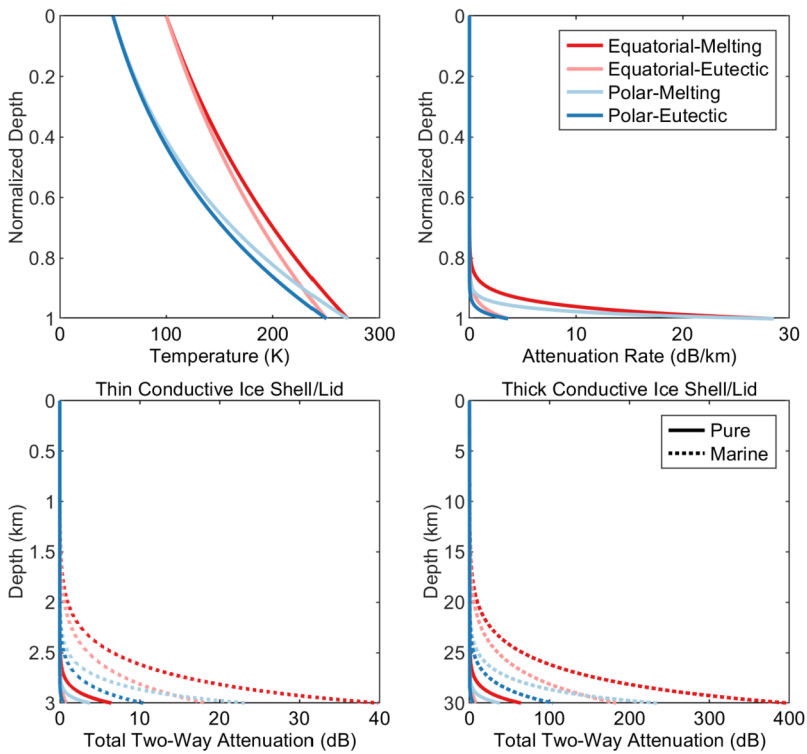 0
0.2
0.4
0.6
0.8
1
Normalized Depth
0 100 200 300
Temperature (K)
0
0.2
0.4
0.6
0.8
1
Normalized Depth
Equatorial-Melting
Equatorial-Eutectic
Polar-Melting
Polar-Eutectic
0 10 20 30
Attenuation Rate (dB/km)
Thin Conductive Ice Shell/Lid
0
0.5
1
1.5
2
2.5
3
Depth (km)
0 10 20 30 40
Total Two-Way Attenuation (dB)
Thick Conductive Ice Shell/Lid
0
5
10
15
20
25
30
Depth (km)
Pure
Marine
0 100 200 300 400
Total Two-Way Attenuation (dB)